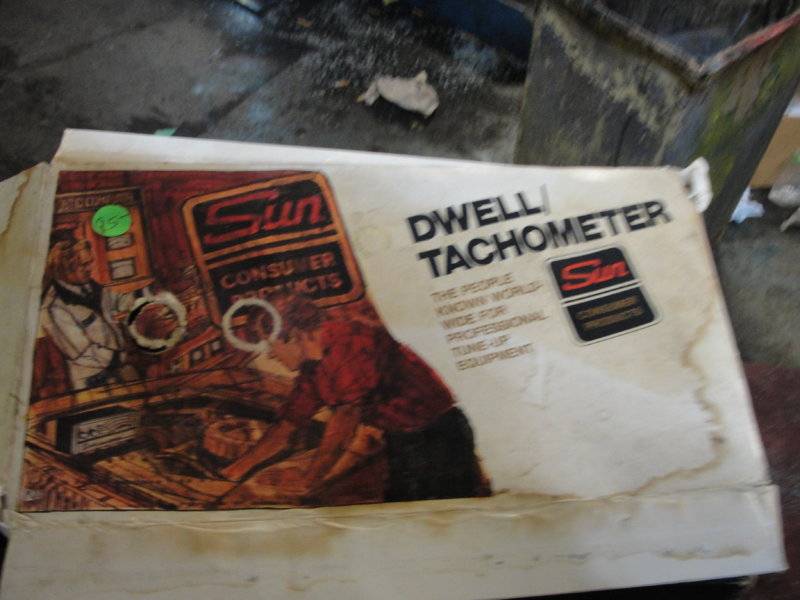 Sun
CONSUMER
PRODUCTS
DWELL/
TACHOMETER
THE PEOPLE
KNOWN WORLD-
WIDE FOR
PROFESSIONAL
TUNE-UP
EQUIPMENT
Sun
CONSUMER
PRODUCTS